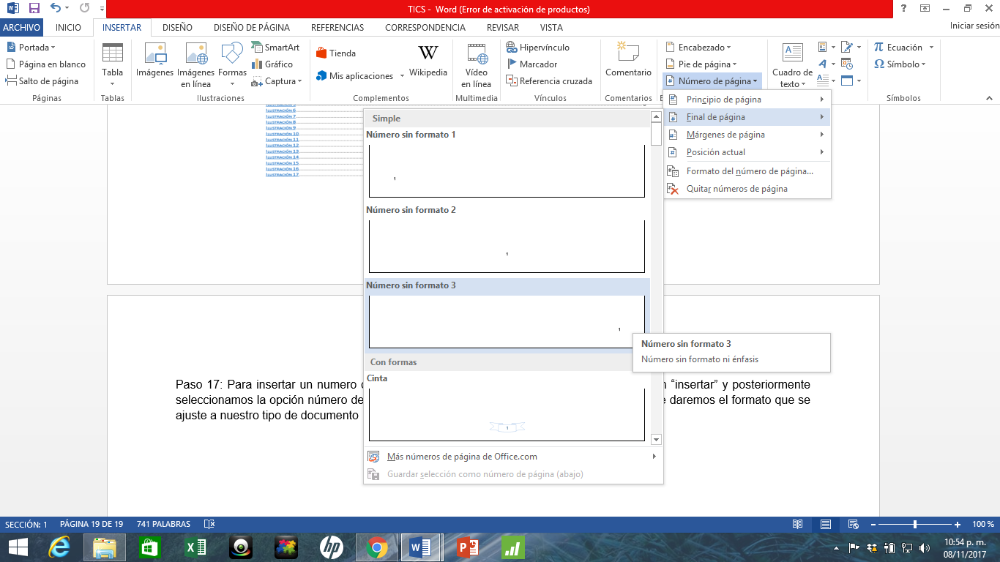 TICS - Word (Error de activación de productos)
ARCHIVO INICIO INSERTAR DISEÑO DISEÑO DE PÁGINA REFERENCIAS CORRESPONDENCIA REVISAR VISTA Iniciar sesión
Portada
Página en blanco
Salto de página
Páginas
Tabla
Tablas
Imágenes
Imágenes
en línea
Formas
SmartArt
Gráfico
Captura
Ilustraciones
Tienda
Mis aplicaciones
W
Wikipedia
Complementos
Vídeo
en línea
Multimedia
Hipervínculo
Marcador
Referencia cruzada
Vínculos
Comentario
Comentarios
Encabezado
Pie de página
Número de página
Cuadro de
texto
Ecuación
Símbolo
Símbolos
Principio de página
Final de página
Márgenes de página
Posición actual
Formato del número de página...
Quitar números de página
ILUSTRACIÓN 6
ILUSTRACIÓN 7
ILUSTRACIÓN 8
ILUSTRACIÓN 9
ILUSTRACIÓN 10
ILUSTRACIÓN 11
ILUSTRACIÓN 12
ILUSTRACIÓN 13
ILUSTRACIÓN 14
ILUSTRACIÓN 15
ILUSTRACIÓN 16
ILUSTRACIÓN 17
Simple
Número sin formato 1
1
Número sin formato 2
1
Número sin formato 3
1
Número sin formato 3
Número sin formato ni énfasis
Con formas
Cinta
1
Más números de página de Office.com
Guardar selección como número de página (abajo)
Paso 17: Para insertar un numero “insertar” y posteriormente
seleccionamos la opción número de daremos el formato que se
ajuste a nuestro tipo de documento
SECCIÓN: 1 PÁGINA 19 DE 19 741 PALABRAS 100 %
hp
10:54 p. m.
08/11/2017